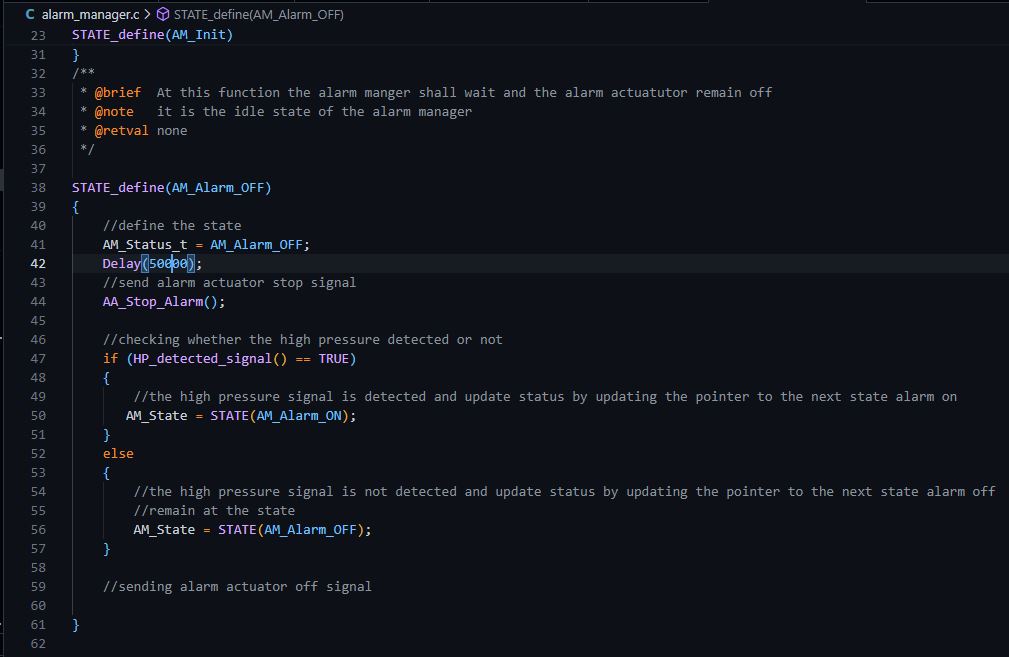 C alarm_manager.c > STATE_define(AM_Alarm_OFF)
23 STATE_define(AM_Init)
31 }
32 /**
33 * @brief At this function the alarm manger shall wait and the alarm actuatutor remain off
34 * @note it is the idle state of the alarm manager
35 * @retval none
36 */
37
38 STATE_define(AM_Alarm_OFF)
39 {
40 //define the state
41 AM_Status_t = AM_Alarm_OFF;
42 Delay(50000);
43 //send alarm actuator stop signal
44 AA_Stop_Alarm();
45
46 //checking whether the high pressure detected or not
47 if (HP_detected_signal() == TRUE)
48 {
49 //the high pressure signal is detected and update status by updating the pointer to the next state alarm on
50 AM_State = STATE(AM_Alarm_ON);
51 }
52 else
53 {
54 //the high pressure signal is not detected and update status by updating the pointer to the next state alarm off
55 //remain at the state
56 AM_State = STATE(AM_Alarm_OFF);
57 }
58
59 //sending alarm actuator off signal
60
61 }
62